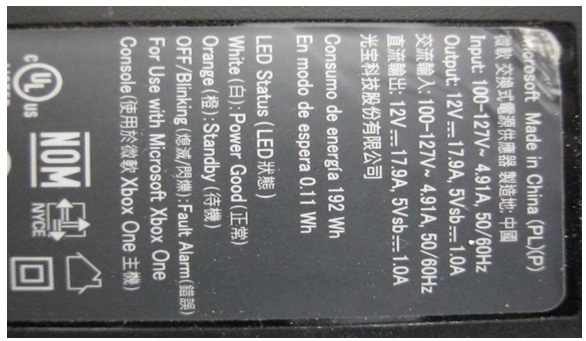 Microsoft Made in China (PL)(P)
微軟 交換式電源供應器 製造地: 中國
Input: 100-127V~ 4.91A, 50/60Hz
Output: 12V⎓17.9A, 5Vsb⎓1.0A
交流輸入: 100-127V~ 4.91A, 50/60Hz
直流輸出: 12V⎓17.9A, 5Vsb⎓1.0A
光宝科技股份有限公司
Consumo de energía 192 Wh
En modo de espera 0.11 Wh
LED Status (LED 狀態)
White (白): Power Good (正常)
Orange (橙): Standby (待機)
OFF/Blinking (熄滅/閃爍): Fault Alarm(錯誤)
For Use with Microsoft Xbox One
Console (使用於微軟 Xbox One 主機)
c UL us
NOM
NYCE